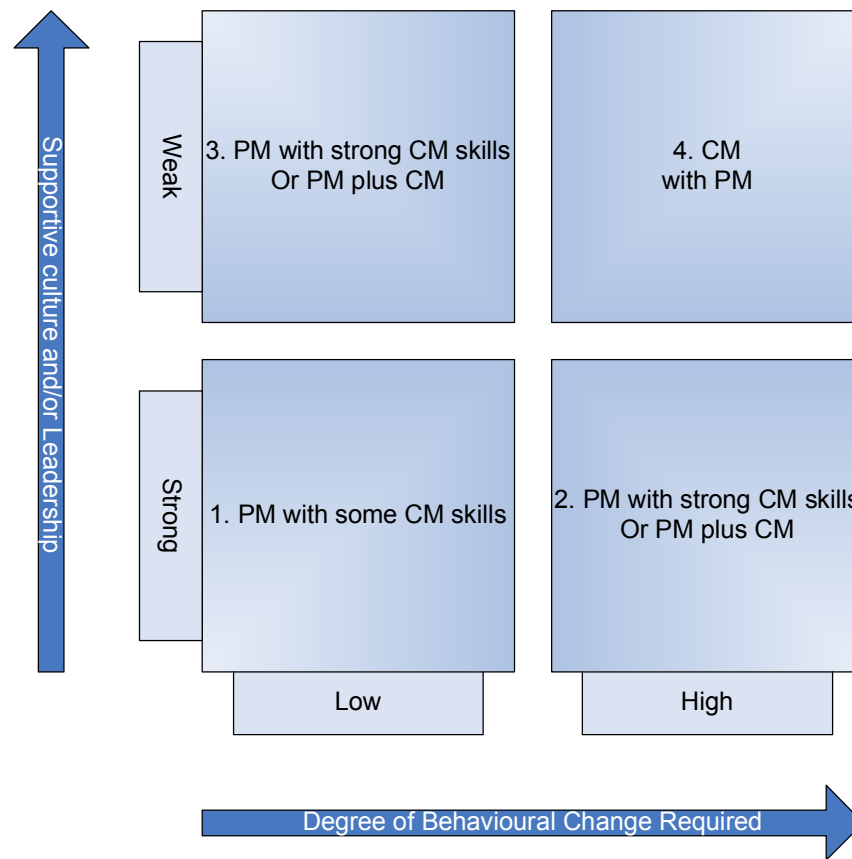 Supportive culture and/or Leadership
Weak
3. PM with strong CM skills
Or PM plus CM
4. CM
with PM
Strong
1. PM with some CM skills
2. PM with strong CM skills
Or PM plus CM
Low
High
Degree of Behavioural Change Required